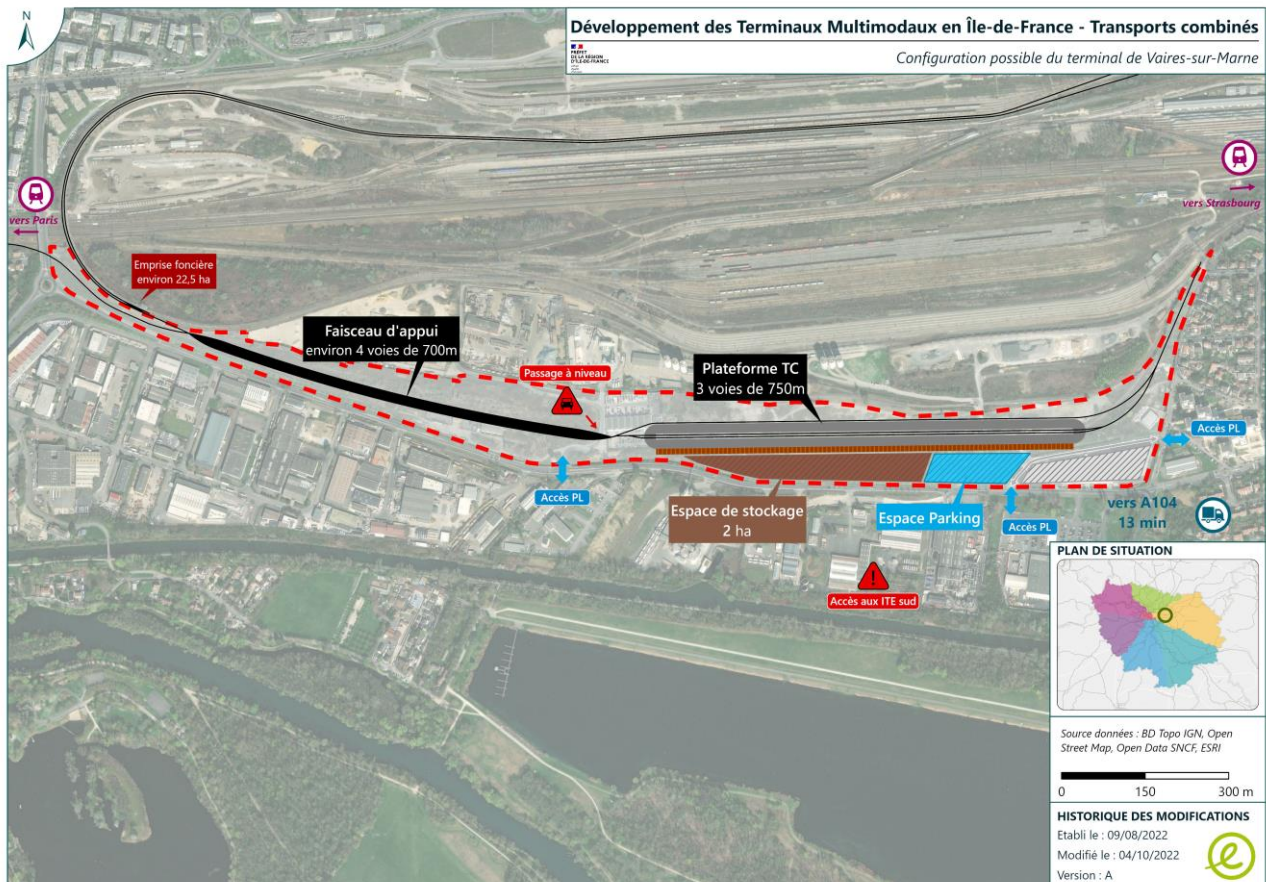 N
Développement des Terminaux Multimodaux en Île-de-France - Transports combinés
PRÉFET
DE LA RÉGION
D'ÎLE-DE-FRANCE
Configuration possible du terminal de Vaires-sur-Marne
vers Paris
vers Strasbourg
Emprise foncière
environ 22,5 ha
Faisceau d'appui
environ 4 voies de 700m
Passage à niveau
Plateforme TC
3 voies de 750m
Accès PL
Accès PL
Espace de stockage
2 ha
Espace Parking
Accès PL
vers A104
13 min
Accès aux ITE sud
PLAN DE SITUATION
Source données : BD Topo IGN, Open
Street Map, Open Data SNCF, ESRI
0 150 300 m
HISTORIQUE DES MODIFICATIONS
Etabli le : 09/08/2022
Modifié le : 04/10/2022
Version : A